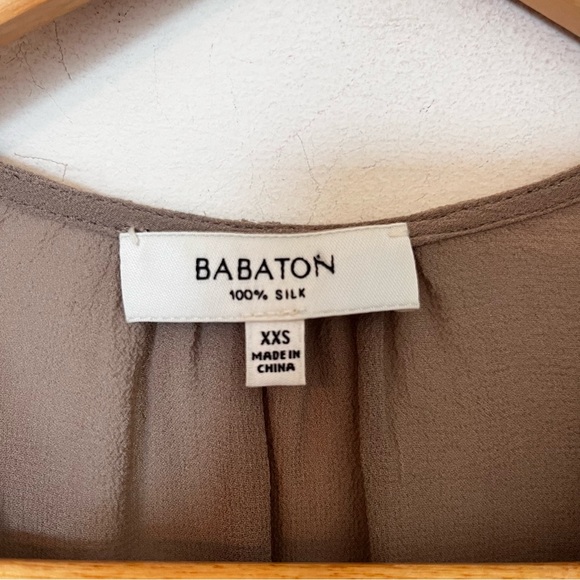 BABATON
100% SILK
XXS
MADE IN
CHINA